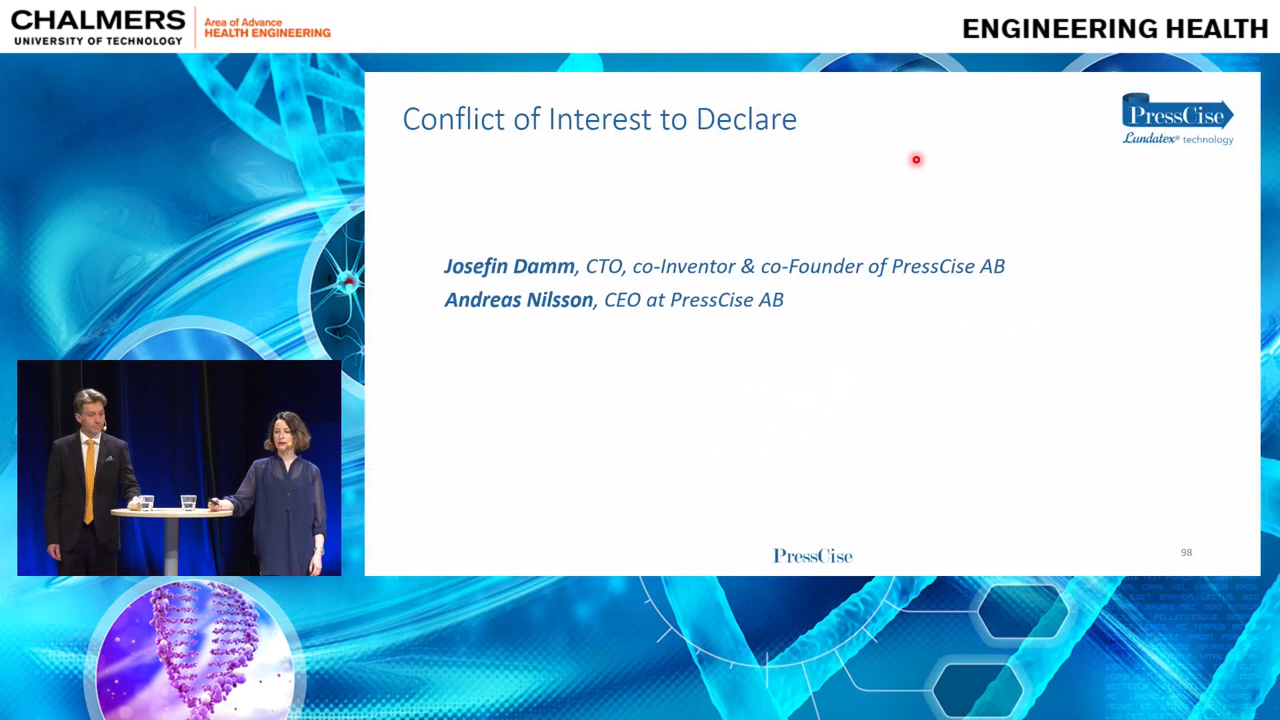 CHALMERS
UNIVERSITY OF TECHNOLOGY
Area of Advance
HEALTH ENGINEERING
ENGINEERING HEALTH
Conflict of Interest to Declare
PressCise
Lundatex® technology
Josefin Damm, CTO, co-Inventor & co-Founder of PressCise AB
Andreas Nilsson, CEO at PressCise AB
PressCise
98